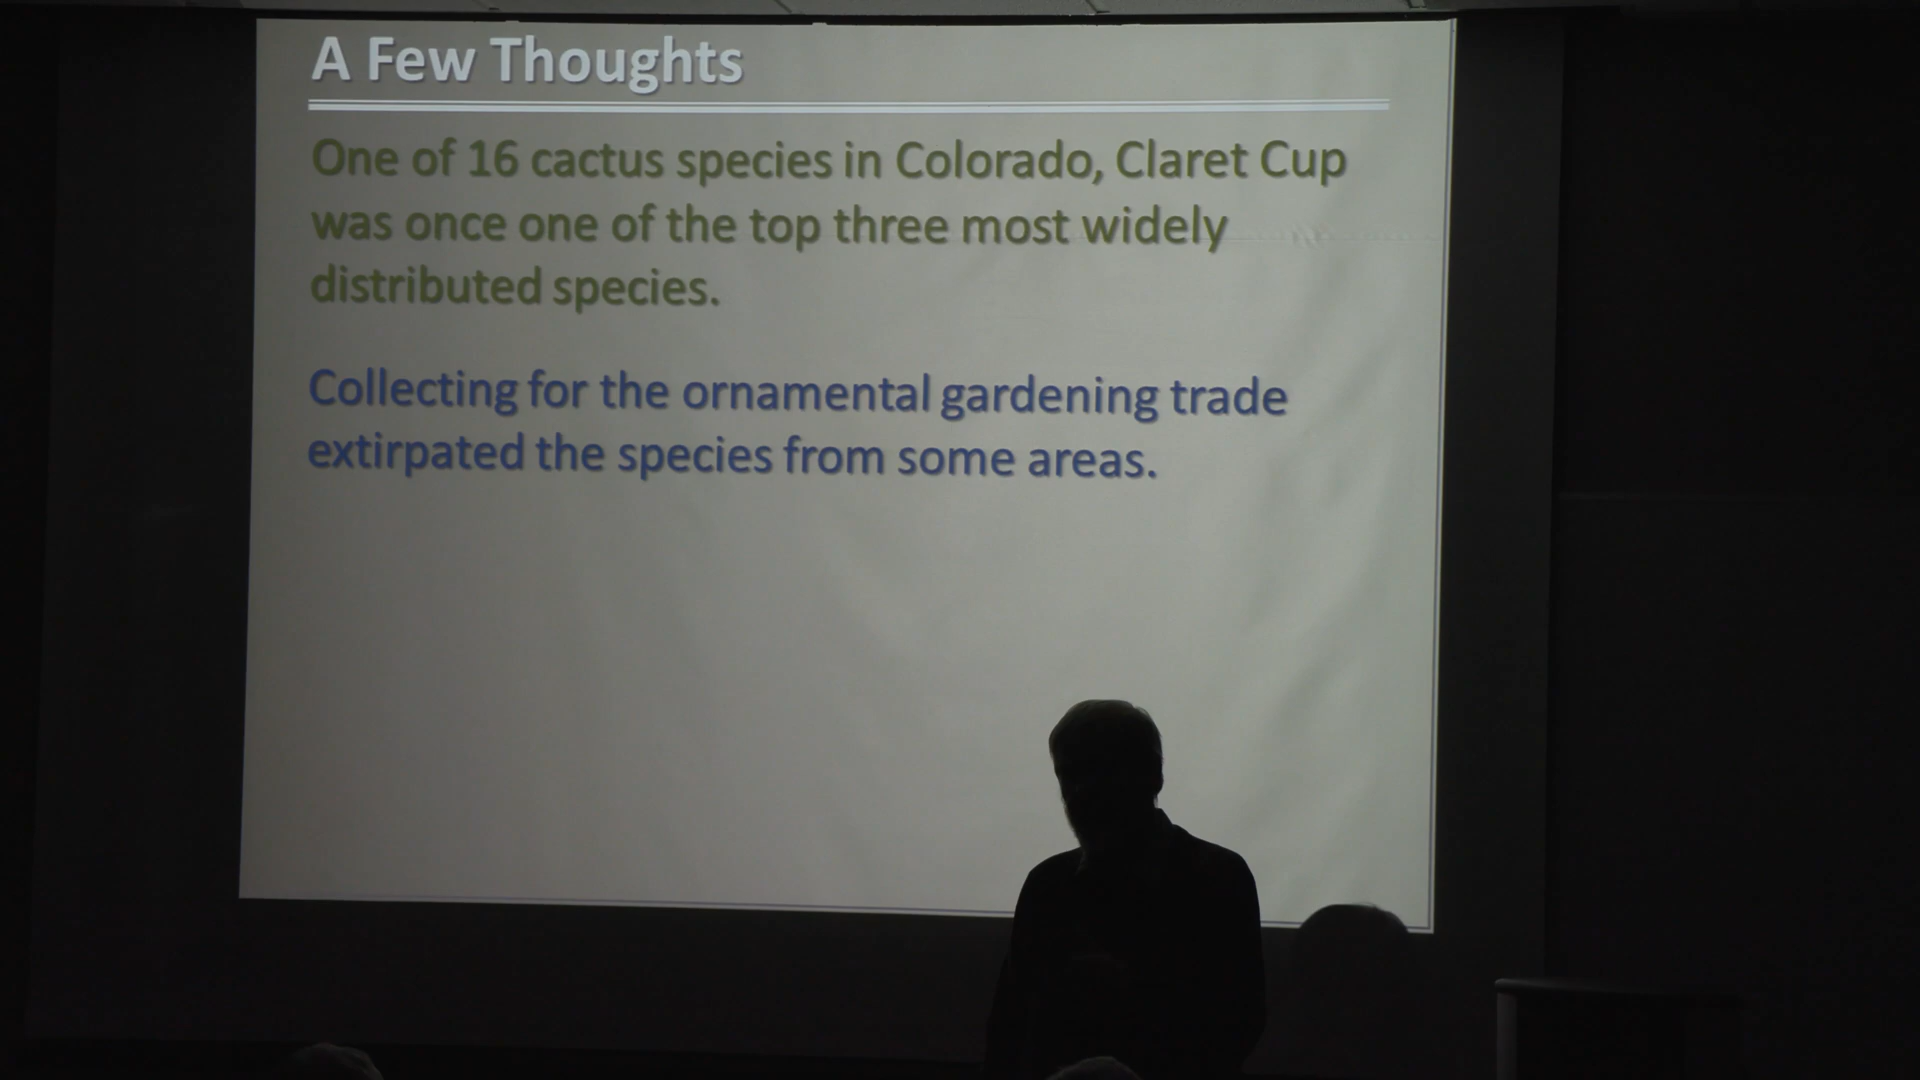 A Few Thoughts
One of 16 cactus species in Colorado, Claret Cup
was once one of the top three most widely
distributed species.
Collecting for the ornamental gardening trade
extirpated the species from some areas.